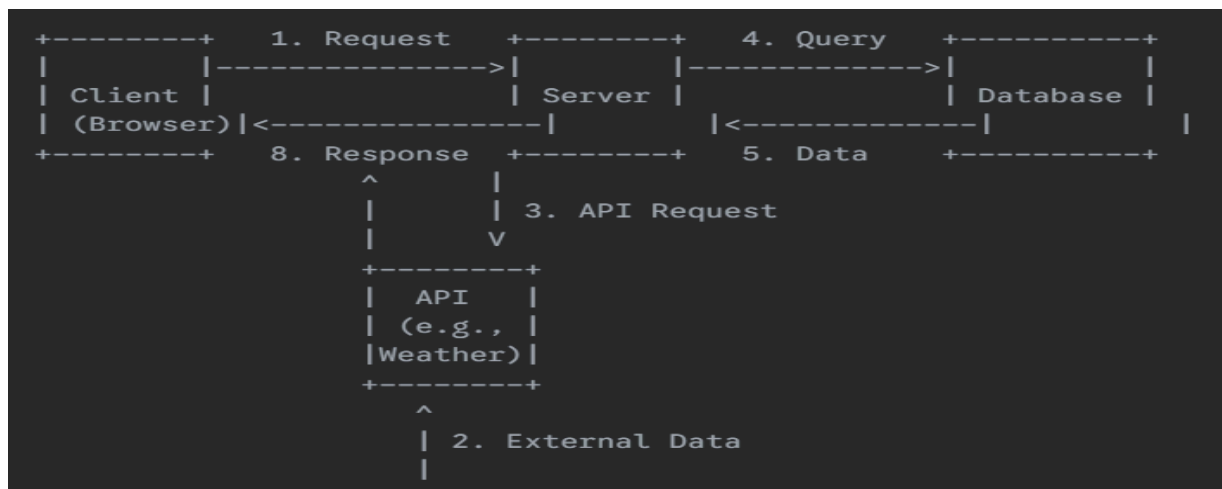 1. Request 4. Query
Client Server Database
(Browser)
8. Response 5. Data
3. API Request
API
(e.g.,
Weather)
2. External Data